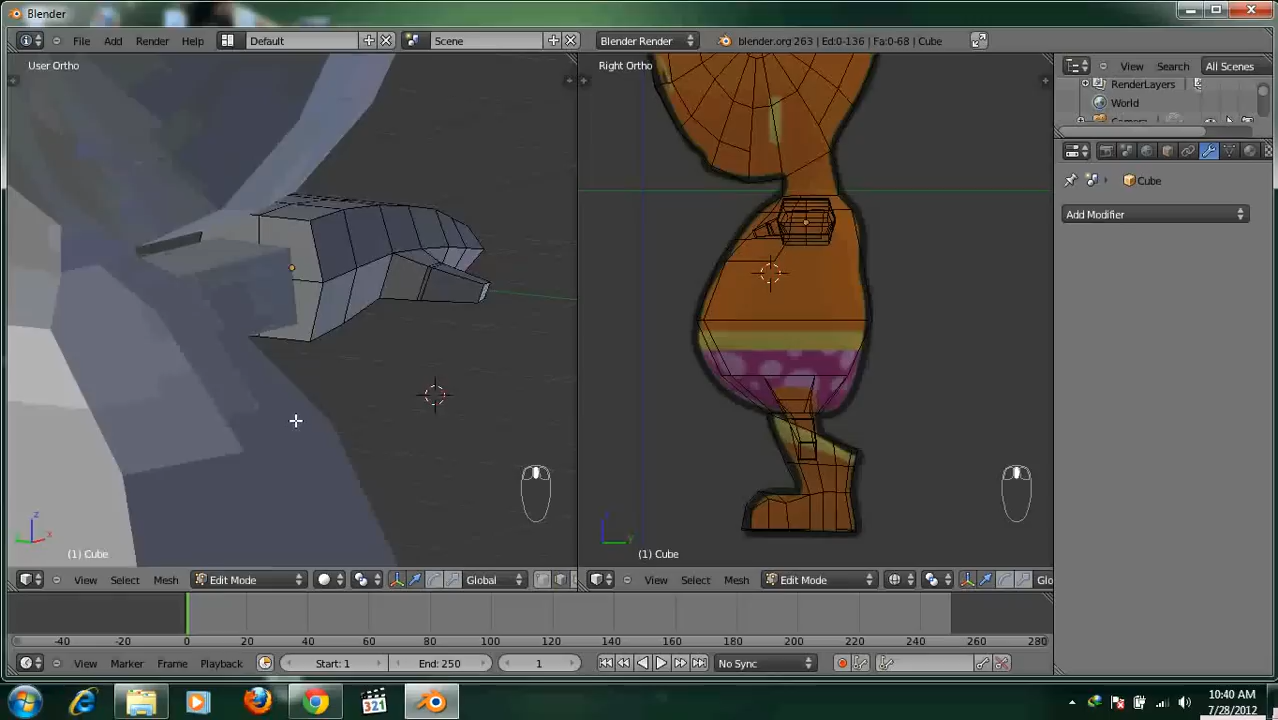 Blender
File Add Render Help Default Scene Blender Render blender.org 263 | Ed:0-136 | Fa:0-68 | Cube
User Ortho
Right Ortho
View Search All Scenes
RenderLayers
World
Camera
Cube
Add Modifier
(1) Cube
(1) Cube
View Select Mesh Edit Mode Global
View Select Mesh Edit Mode Glo
-40 -20 0 20 40 60 80 100 120 140 160 180 200 220 240 260 280
View Marker Frame Playback Start: 1 End: 250 1 No Sync
321
10:40 AM
7/28/2012